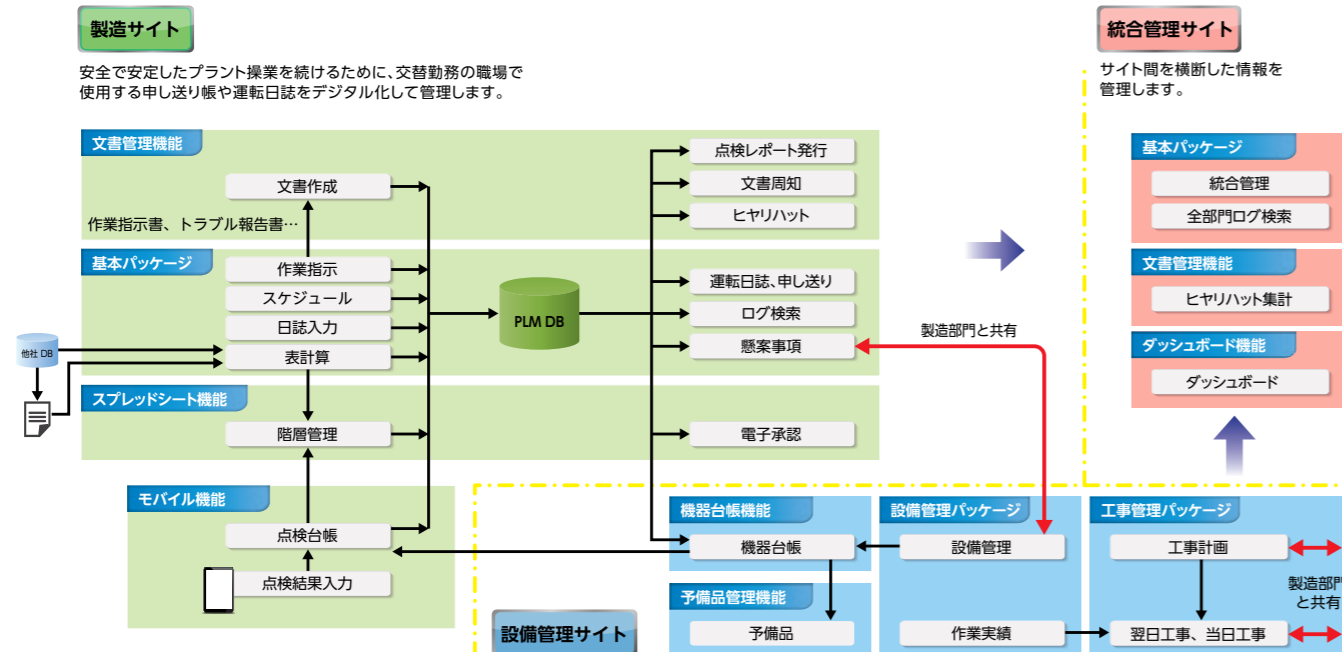 製造サイト
安全で安定したプラント操業を続けるために、交替勤務の職場で
使用する申し送り帳や運転日誌をデジタル化して管理します。
文書管理機能
文書作成
作業指示書、トラブル報告書…
点検レポート発行
文書周知
ヒヤリハット
基本パッケージ
作業指示
スケジュール
日誌入力
表計算
他社 DB
PLM DB
運転日誌、申し送り
ログ検索
懸案事項
製造部門と共有
スプレッドシート機能
階層管理
電子承認
モバイル機能
点検台帳
点検結果入力
統合管理サイト
サイト間を横断した情報を
管理します。
基本パッケージ
統合管理
全部門ログ検索
文書管理機能
ヒヤリハット集計
ダッシュボード機能
ダッシュボード
設備管理サイト
機器台帳機能
機器台帳
予備品管理機能
予備品
設備管理パッケージ
設備管理
作業実績
工事管理パッケージ
工事計画
翌日工事、当日工事
製造部門
と共有